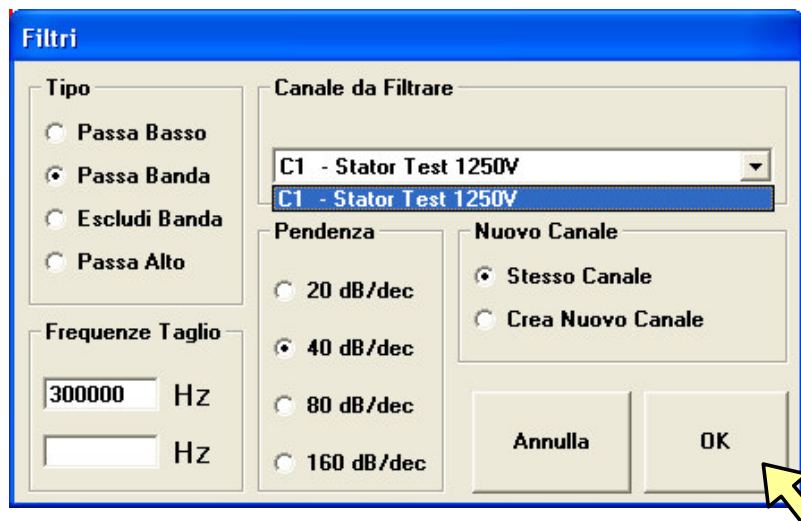 Filtri
Tipo
Passa Basso
Passa Banda
Escludi Banda
Passa Alto
Canale da Filtrare
C1 - Stator Test 1250V
C1 - Stator Test 1250V
Frequenze Taglio
300000 Hz
Hz
Pendenza
20 dB/dec
40 dB/dec
80 dB/dec
160 dB/dec
Nuovo Canale
Stesso Canale
Crea Nuovo Canale
Annulla
OK